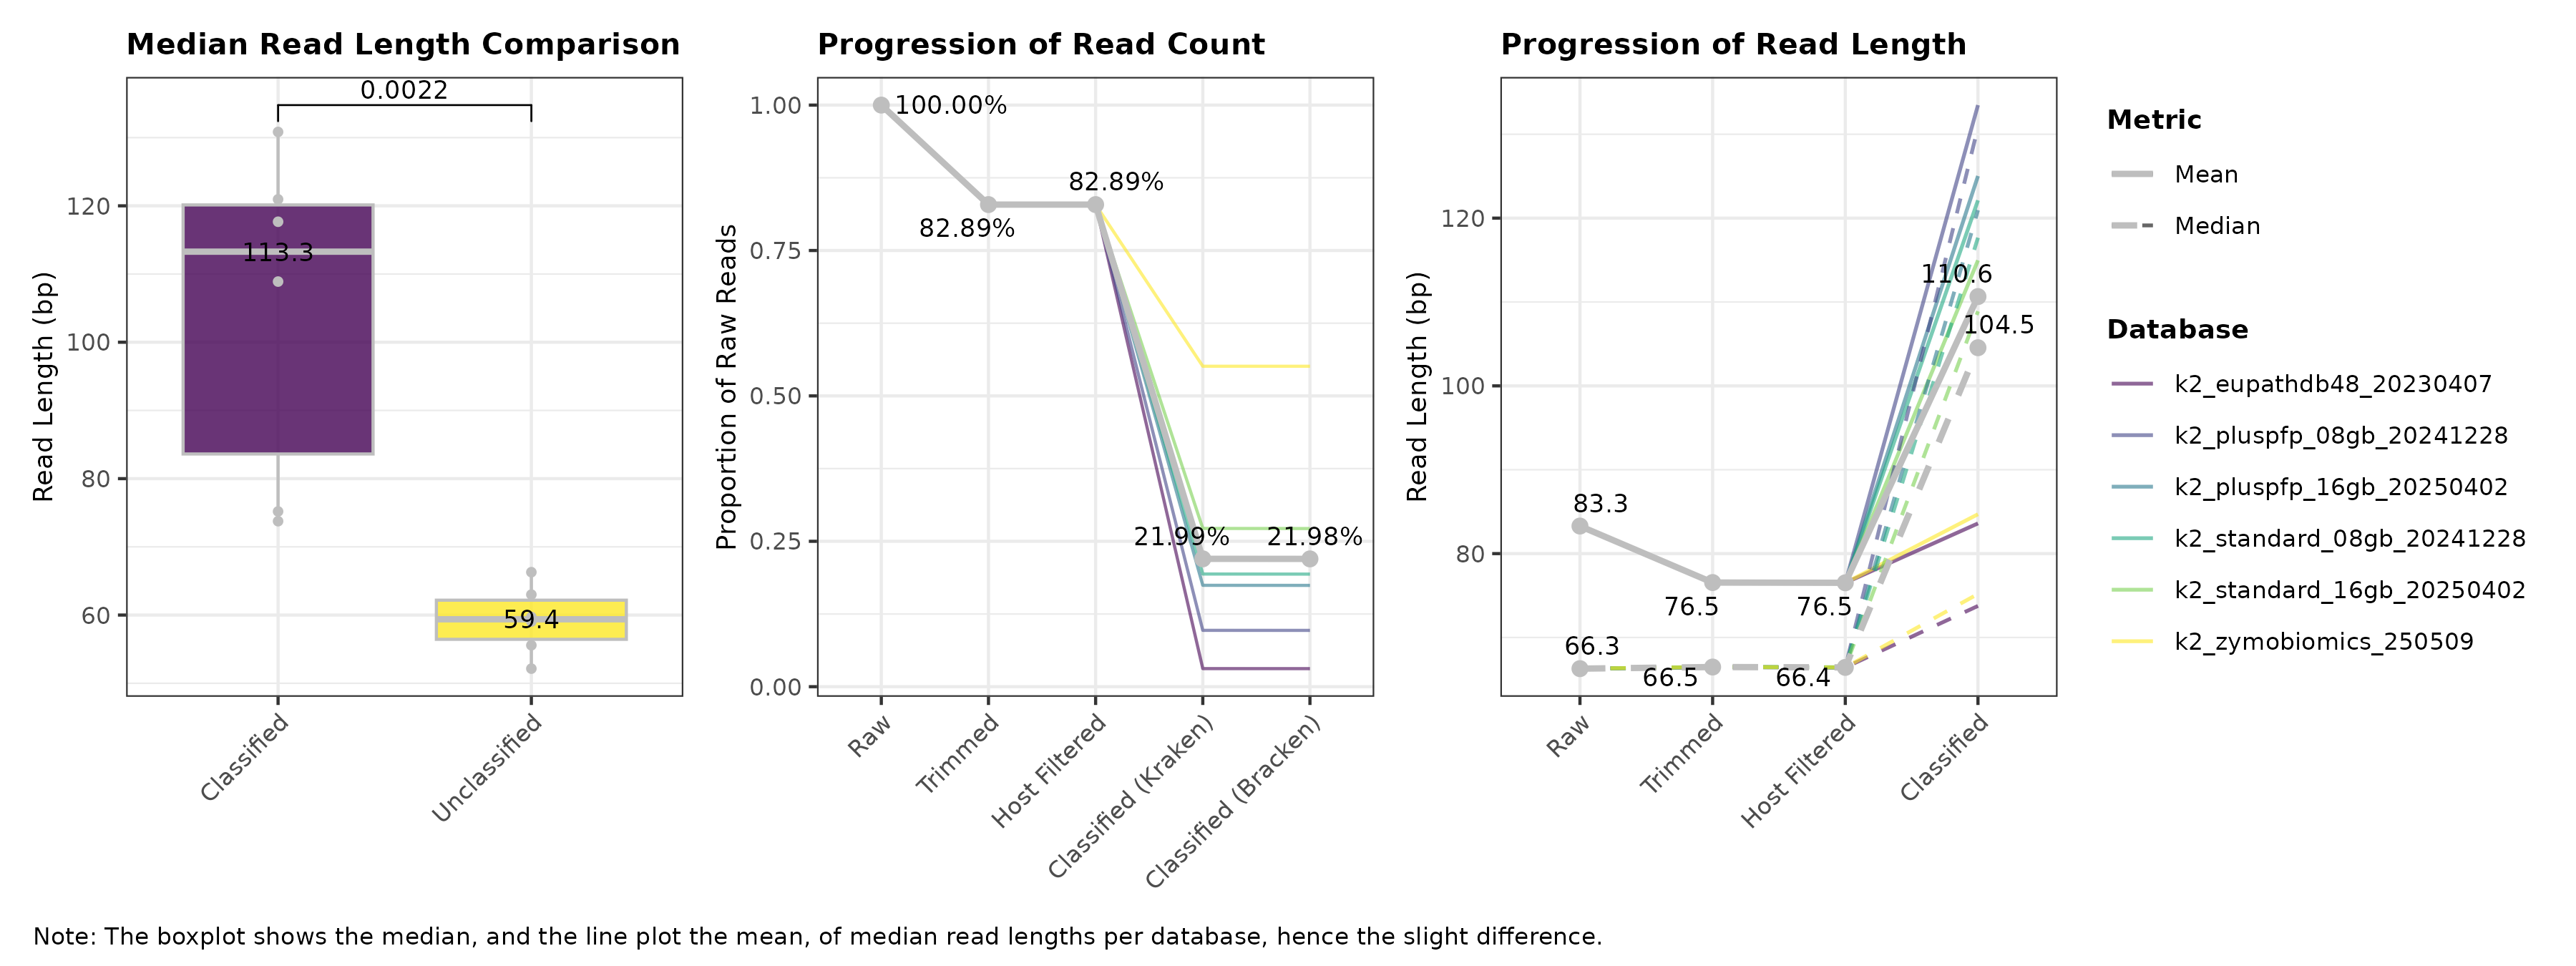 Median Read Length Comparison
Read Length (bp)
120
100
80
60
0.0022
113.3
59.4
Classified
Unclassified
Progression of Read Count
Proportion of Raw Reads
1.00
0.75
0.50
0.25
0.00
100.00%
82.89%
82.89%
21.99%
21.98%
Raw
Trimmed
Host Filtered
Classified (Kraken)
Classified (Bracken)
Progression of Read Length
Read Length (bp)
120
100
80
83.3
76.5
76.5
110.6
104.5
66.3
66.5
66.4
Raw
Trimmed
Host Filtered
Classified
Metric
Mean
Median
Database
k2_eupathdb48_20230407
k2_pluspfp_08gb_20241228
k2_pluspfp_16gb_20250402
k2_standard_08gb_20241228
k2_standard_16gb_20250402
k2_zymobiomics_250509
Note: The boxplot shows the median, and the line plot the mean, of median read lengths per database, hence the slight difference.